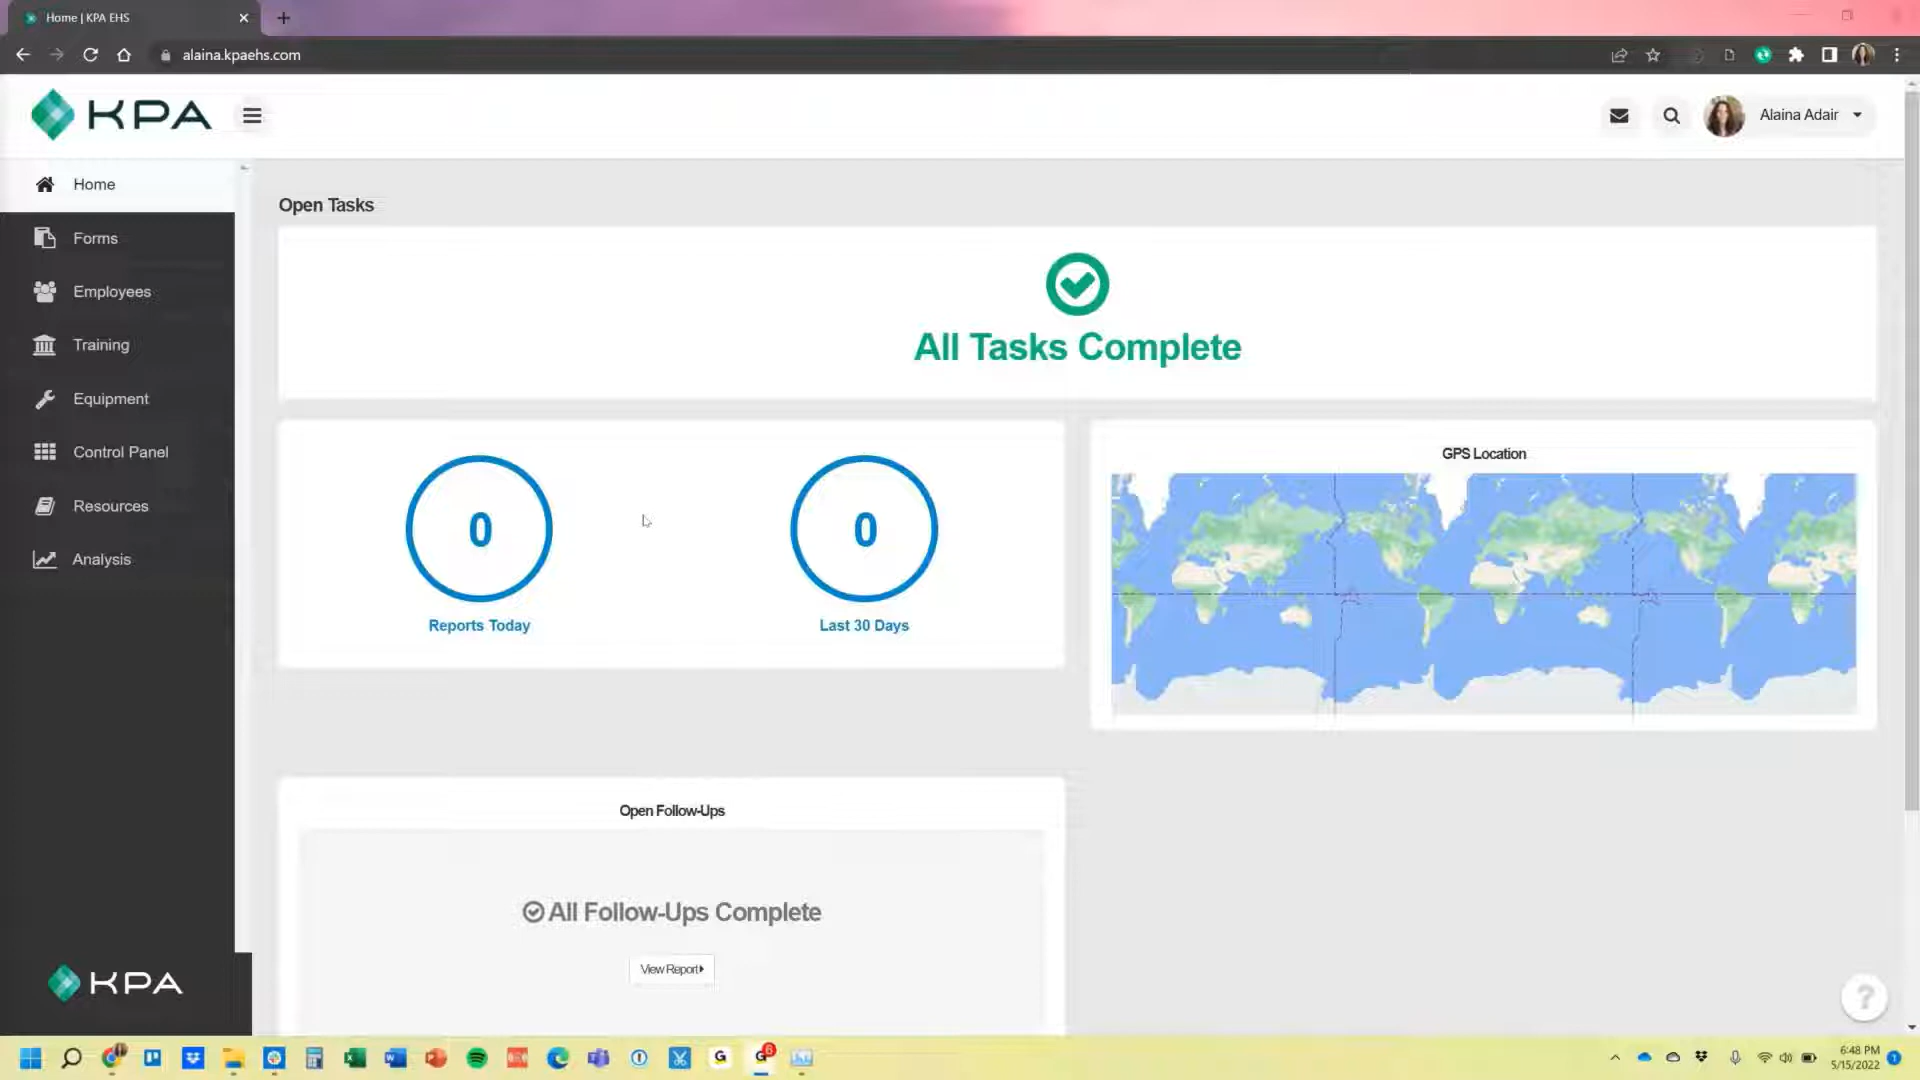 Home | KPA EHS
alaina.kpaehs.com
KPA
Alaina Adair
Home
Forms
Employees
Training
Equipment
Control Panel
Resources
Analysis
KPA
Open Tasks
All Tasks Complete
0
Reports Today
0
Last 30 Days
GPS Location
Open Follow-Ups
All Follow-Ups Complete
View Report
?
6
6:48 PM
5/15/2022
1